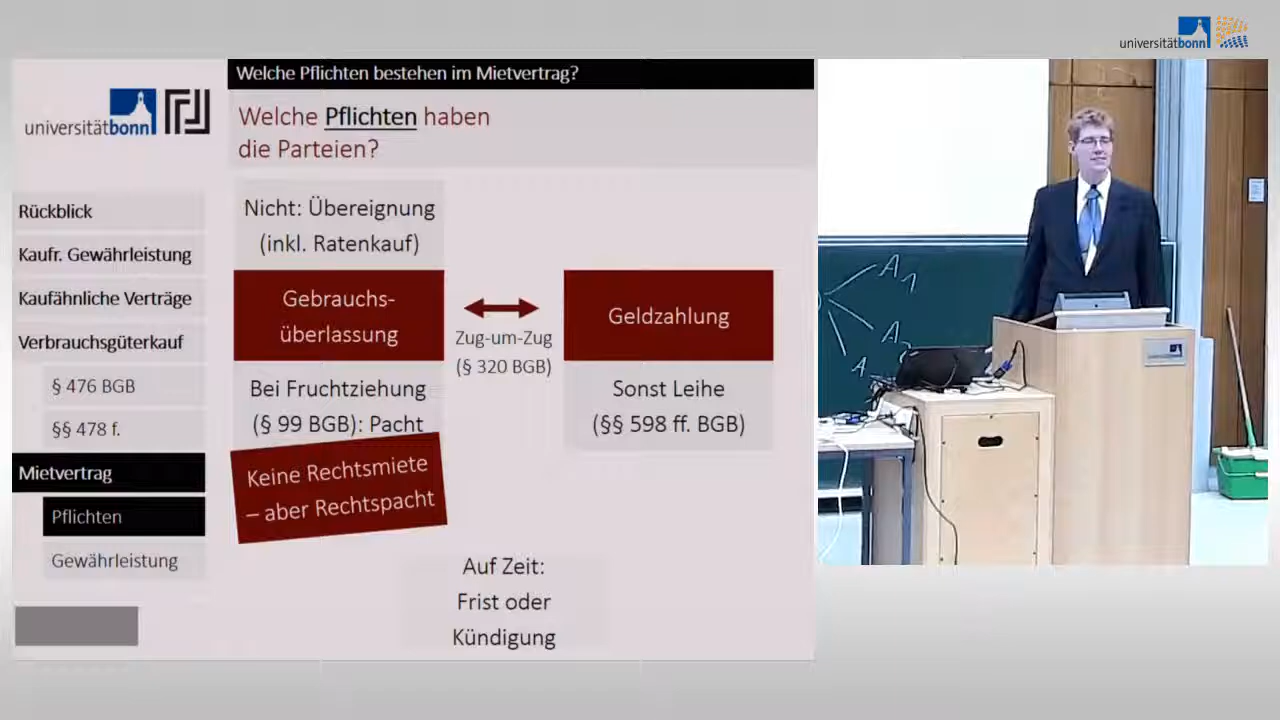 universitätbonn
Welche Pflichten bestehen im Mietvertrag?
universitätbonn
Welche Pflichten haben
die Parteien?
Rückblick
Kaufr. Gewährleistung
Kaufähnliche Verträge
Verbrauchsgüterkauf
§ 476 BGB
§§ 478 f.
Mietvertrag
Pflichten
Gewährleistung
Nicht: Übereignung
(inkl. Ratenkauf)
Gebrauchs-
überlassung
Zug-um-Zug
(§ 320 BGB)
Geldzahlung
Bei Fruchtziehung
(§ 99 BGB): Pacht
Sonst Leihe
(§§ 598 ff. BGB)
Keine Rechtsmiete
– aber Rechtspacht
Auf Zeit:
Frist oder
Kündigung
A1
A2
A